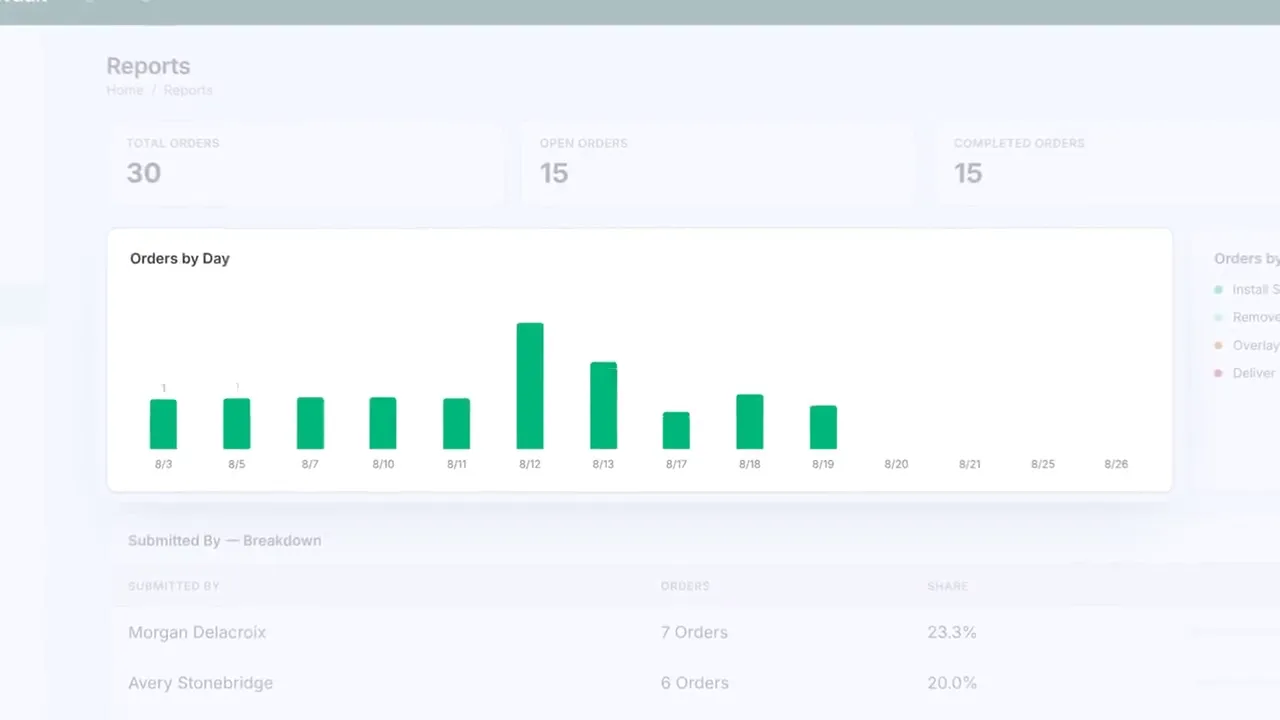 Reports
Home / Reports
TOTAL ORDERS
30
OPEN ORDERS
15
COMPLETED ORDERS
15
Orders by Day
1 1
8/3 8/5 8/7 8/10 8/11 8/12 8/13 8/17 8/18 8/19 8/20 8/21 8/25 8/26
Orders by
Install S
Remove
Overlay
Deliver
Submitted By — Breakdown
SUBMITTED BY ORDERS SHARE
Morgan Delacroix 7 Orders 23.3%
Avery Stonebridge 6 Orders 20.0%